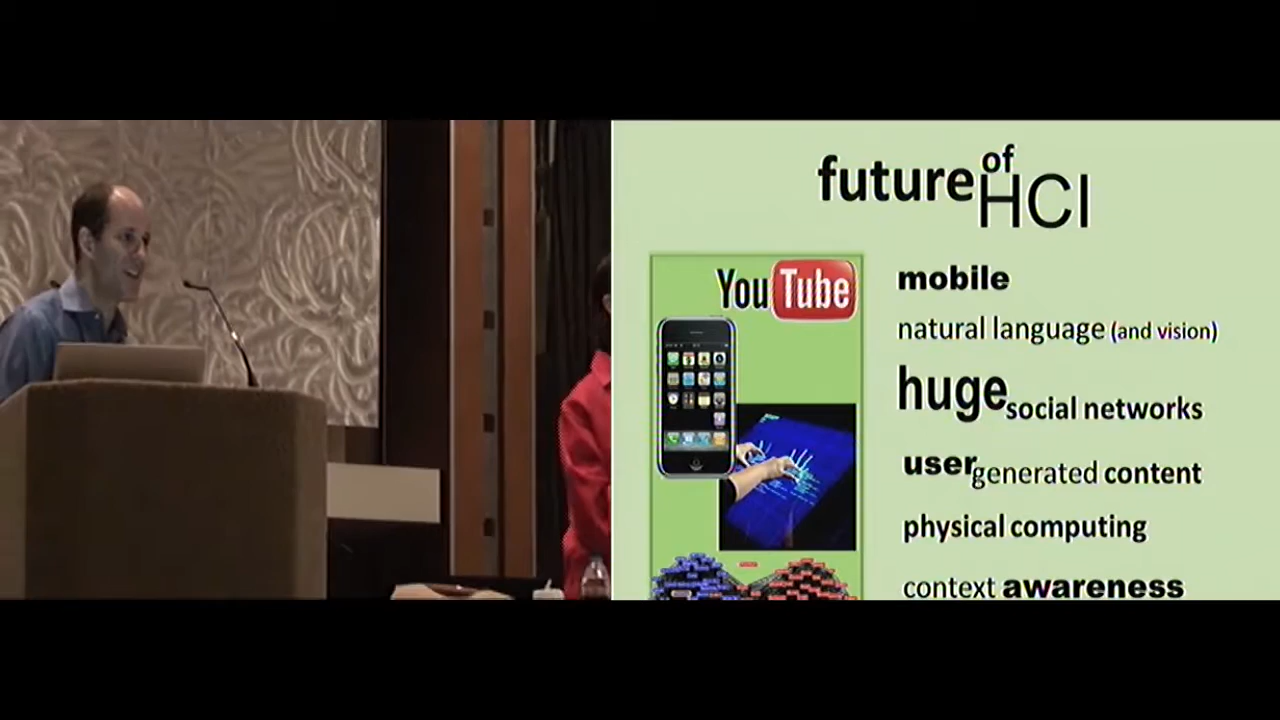 future of HCI
YouTube
mobile
natural language (and vision)
huge social networks
user generated content
physical computing
context awareness